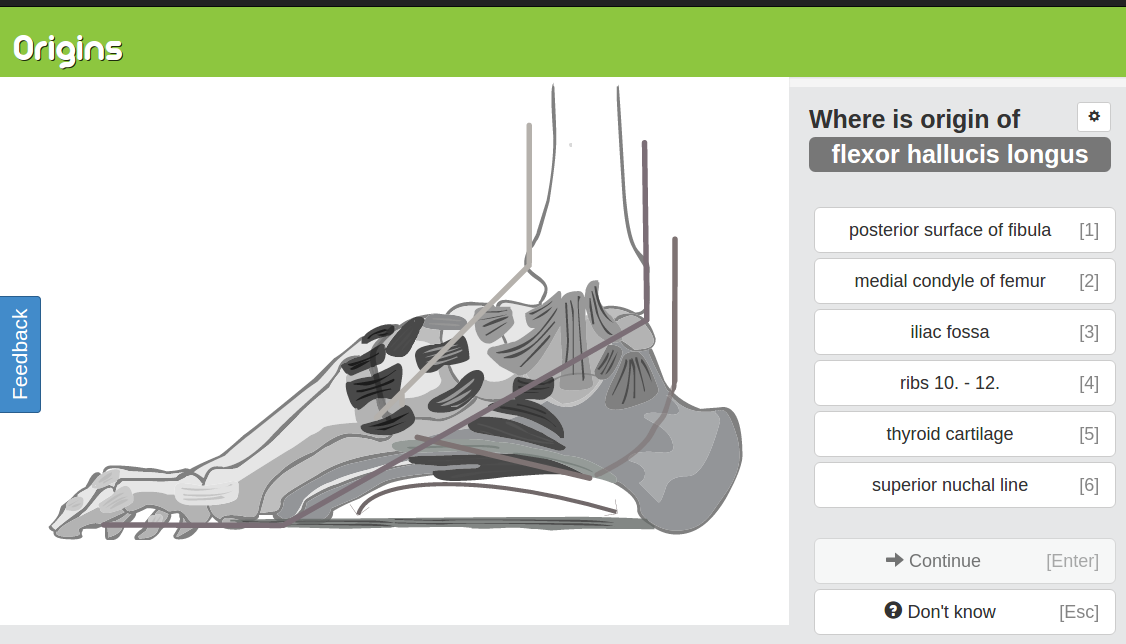 Origins
Feedback
Where is origin of
flexor hallucis longus
posterior surface of fibula [1]
medial condyle of femur [2]
iliac fossa [3]
ribs 10. - 12. [4]
thyroid cartilage [5]
superior nuchal line [6]
Continue [Enter]
Don't know [Esc]